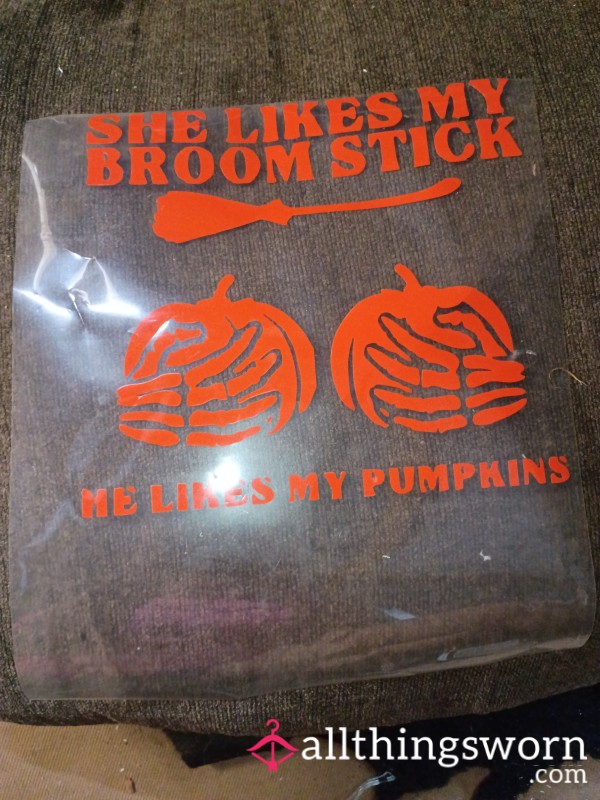 SHE LIKES MY
BROOM STICK
HE LIKES MY PUMPKINS
allthingsworn
.com